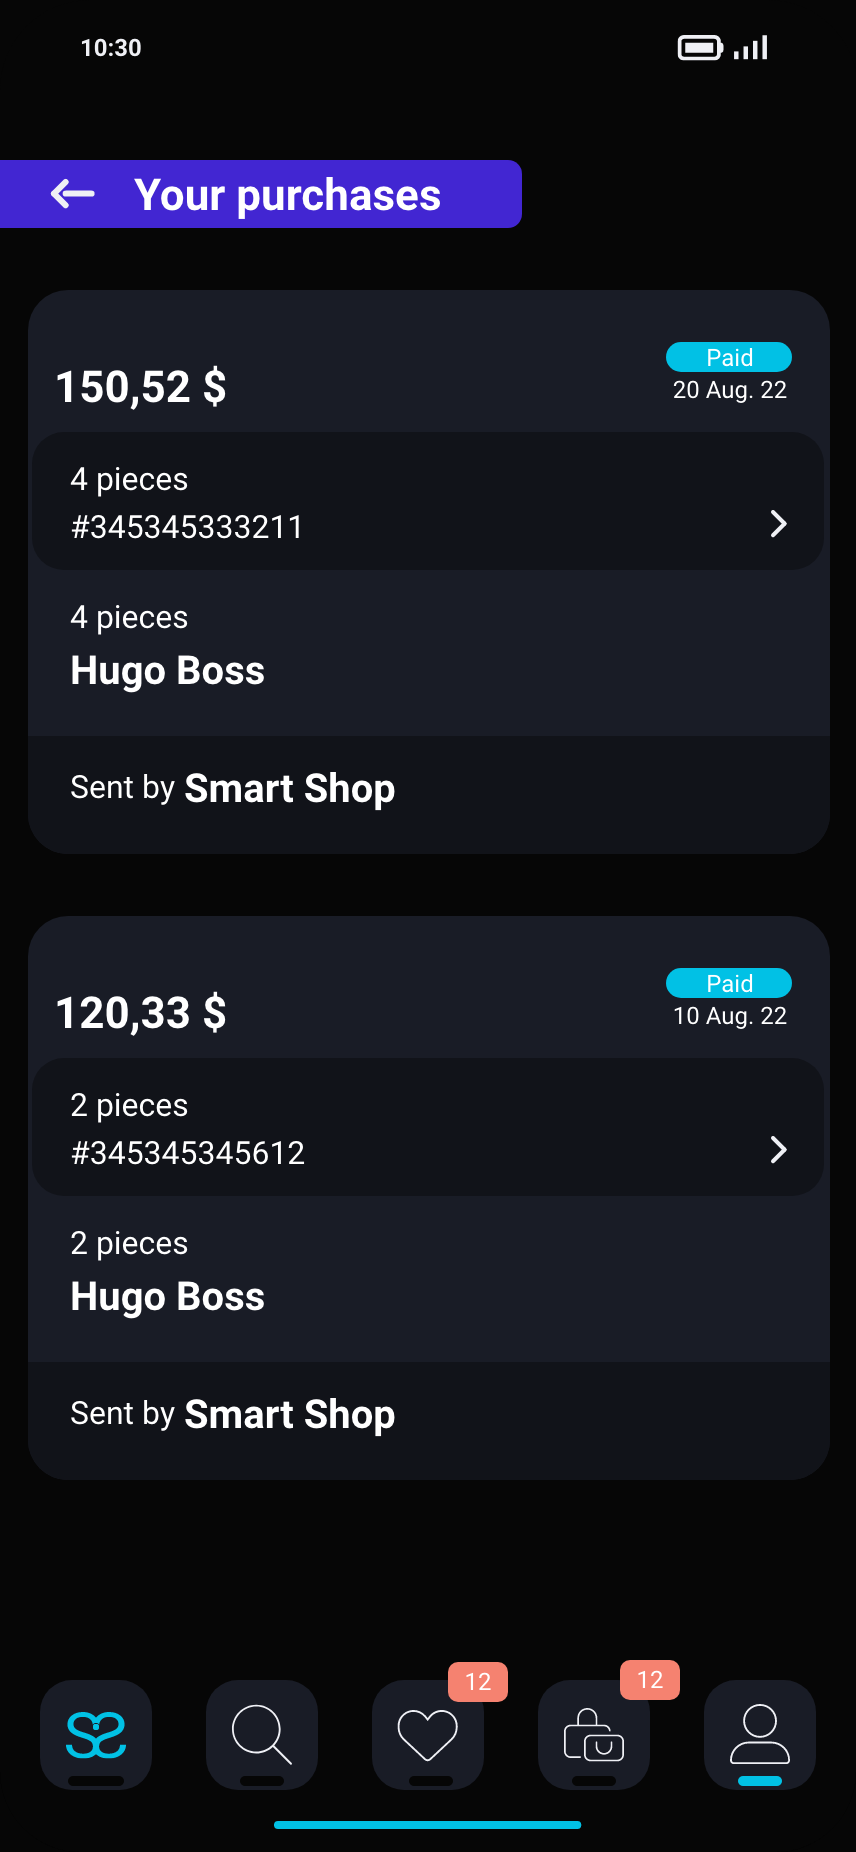 10:30
Your purchases
150,52 $
Paid
20 Aug. 22
4 pieces
#345345333211
4 pieces
Hugo Boss
Sent by Smart Shop
120,33 $
Paid
10 Aug. 22
2 pieces
#345345345612
2 pieces
Hugo Boss
Sent by Smart Shop
12
12